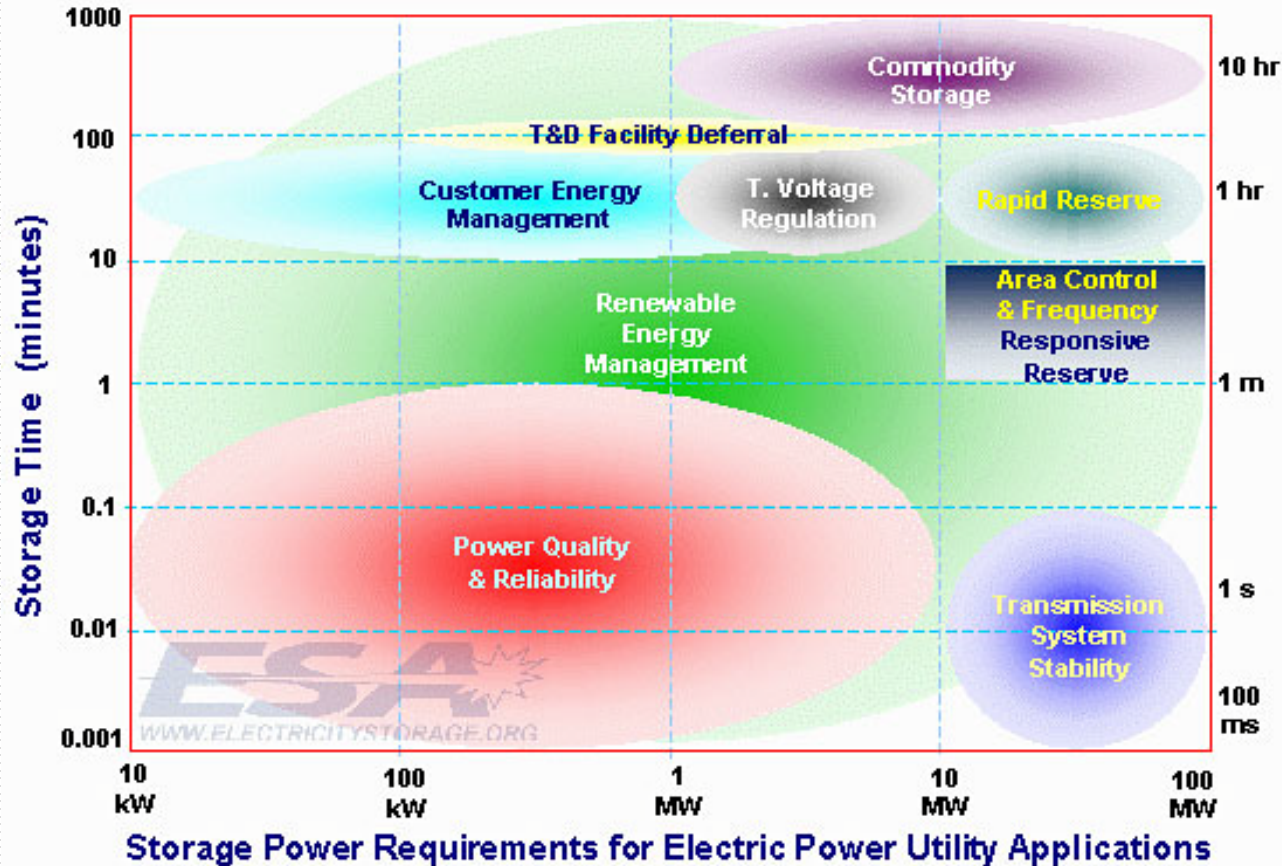 1000
Commodity
Storage
10 hr
100
T&D Facility Deferral
Customer Energy
Management
T. Voltage
Regulation
Rapid Reserve
1 hr
10
Renewable
Energy
Management
Area Control
& Frequency
Responsive
Reserve
1
1 m
0.1
Power Quality
& Reliability
1 s
Transmission
System
Stability
0.01
ESA
WWW.ELECTRICITYSTORAGE.ORG
100
ms
0.001
Storage Time (minutes)
10
kW
100
kW
1
MW
10
MW
100
MW
Storage Power Requirements for Electric Power Utility Applications